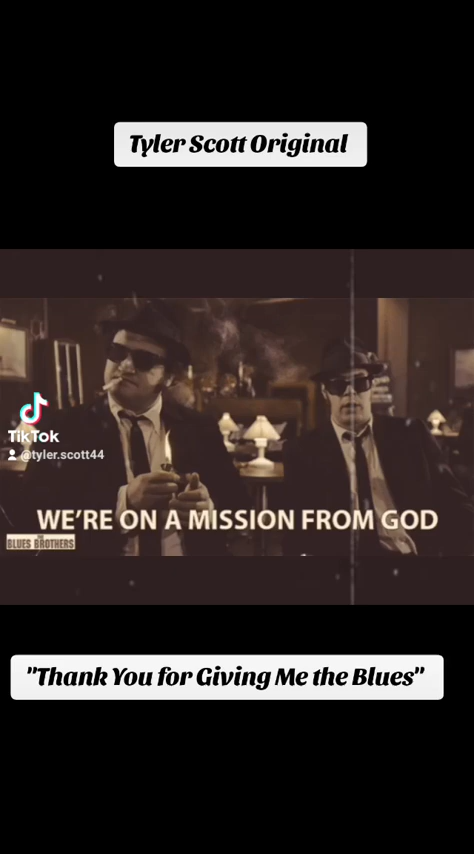 Tyler Scott Original
TikTok
@tyler.scott44
WE'RE ON A MISSION FROM GOD
THE
BLUES BROTHERS
"Thank You for Giving Me the Blues"